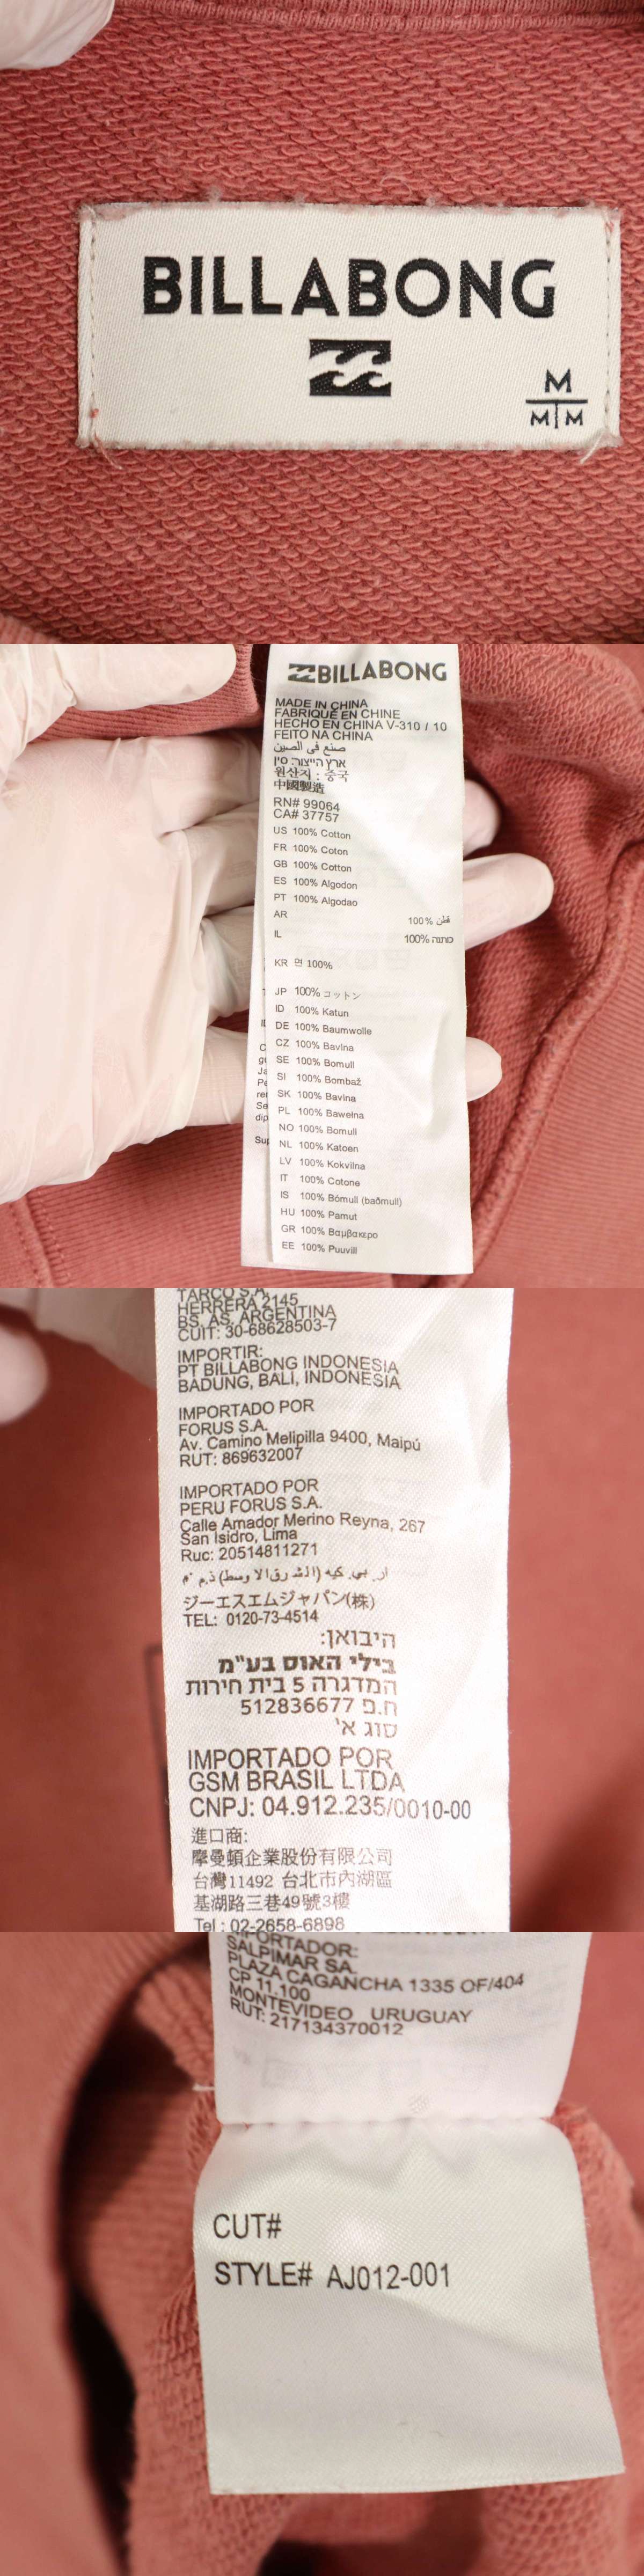 BILLABONG
M
M M
BILLABONG
MADE IN CHINA
FABRIQUÉ EN CHINE
HECHO EN CHINA V-310 / 10
FEITO NA CHINA
صنع في الصين
ארץ הייצור סין
원산지 : 중국
中國製造
RN# 99064
CA# 37757
US 100% Cotton
FR 100% Coton
GB 100% Cotton
ES 100% Algodon
PT 100% Algodao
AR 100% قطن
IL 100% כותנה
KR 면 100%
JP 100% コットン
ID 100% Katun
DE 100% Baumwolle
CZ 100% Bavlna
SE 100% Bomull
SI 100% Bombaž
SK 100% Bavlna
PL 100% Bawełna
NO 100% Bomull
NL 100% Katoen
LV 100% Kokvilna
IT 100% Cotone
IS 100% Bómull (baðmull)
HU 100% Pamut
GR 100% Βαμβακερο
EE 100% Puuvill
TARCO S.A.
HERRERA 2145
BS. AS. ARGENTINA
CUIT: 30-68628503-7
IMPORTIR:
PT BILLABONG INDONESIA
BADUNG, BALI, INDONESIA
IMPORTADO POR
FORUS S.A.
Av. Camino Melipilla 9400, Maipú
RUT: 869632007
IMPORTADO POR
PERU FORUS S.A.
Calle Amador Merino Reyna, 267
San Isidro, Lima
Ruc: 20514811271
ار. بي. كيه (الشرق الاوسط) ذ.م.م
ジーエスエムジャパン(株)
TEL: 0120-73-4514
היבואן:
בילי האוס בע"מ
המדגרה 5 בית חירות
ח.פ 512836677
סוג א'
IMPORTADO POR
GSM BRASIL LTDA
CNPJ: 04.912.235/0010-00
進口商:
摩曼頓企業股份有限公司
台灣11492 台北市內湖區
基湖路三巷49號3樓
Tel : 02-2658-6898
IMPORTADOR:
SALPIMAR SA.
PLAZA CAGANCHA 1335 OF/404
CP 11.100
MONTEVIDEO URUGUAY
RUT: 217134370012
CUT#
STYLE# AJ012-001